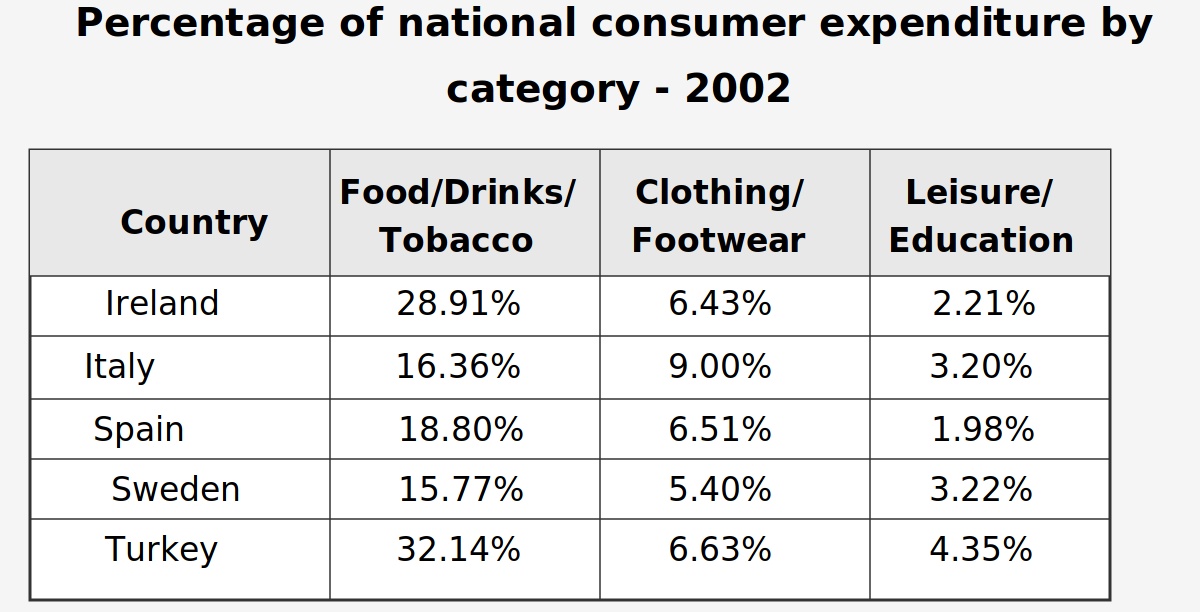 Percentage of national consumer expenditure by
category - 2002
Country Food/Drinks/ Tobacco Clothing/ Footwear Leisure/ Education
Ireland 28.91% 6.43% 2.21%
Italy 16.36% 9.00% 3.20%
Spain 18.80% 6.51% 1.98%
Sweden 15.77% 5.40% 3.22%
Turkey 32.14% 6.63% 4.35%